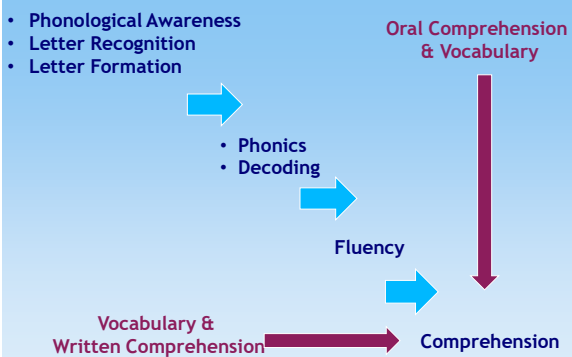 • Phonological Awareness
• Letter Recognition
• Letter Formation
Oral Comprehension
& Vocabulary
• Phonics
• Decoding
Fluency
Vocabulary &
Written Comprehension
Comprehension